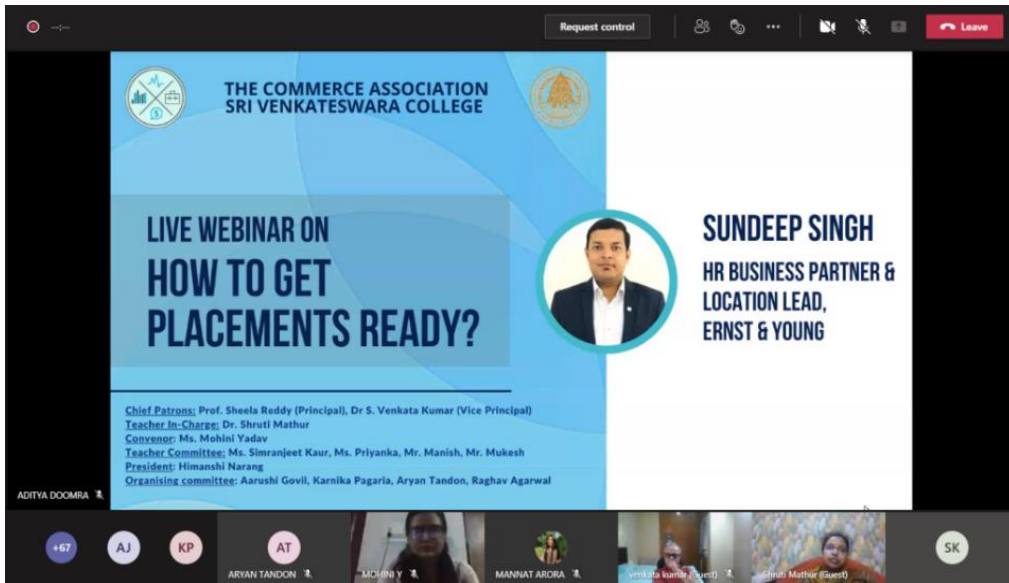 --:--
Request control
Leave
THE COMMERCE ASSOCIATION
SRI VENKATESWARA COLLEGE
LIVE WEBINAR ON
HOW TO GET
PLACEMENTS READY?
SUNDEEP SINGH
HR BUSINESS PARTNER &
LOCATION LEAD,
ERNST & YOUNG
Chief Patrons: Prof. Sheela Reddy (Principal), Dr S. Venkata Kumar (Vice Principal)
Teacher In-Charge: Dr. Shruti Mathur
Convenor: Ms. Mohini Yadav
Teacher Committee: Ms. Simranjeet Kaur, Ms. Priyanka, Mr. Manish, Mr. Mukesh
President: Himanshi Narang
Organising committee: Aarushi Govil, Karnika Pagaria, Aryan Tandon, Raghav Agarwal
ADITYA DOOMRA
+67
AJ
KP
AT
SK
ARYAN TANDON
MOHINI Y
MANNAT ARORA
venkata kumar (Guest)
Shruti Mathur (Guest)